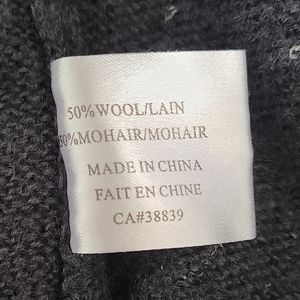 50%WOOL/LAIN
50%MOHAIR/MOHAIR
MADE IN CHINA
FAIT EN CHINE
CA#38839